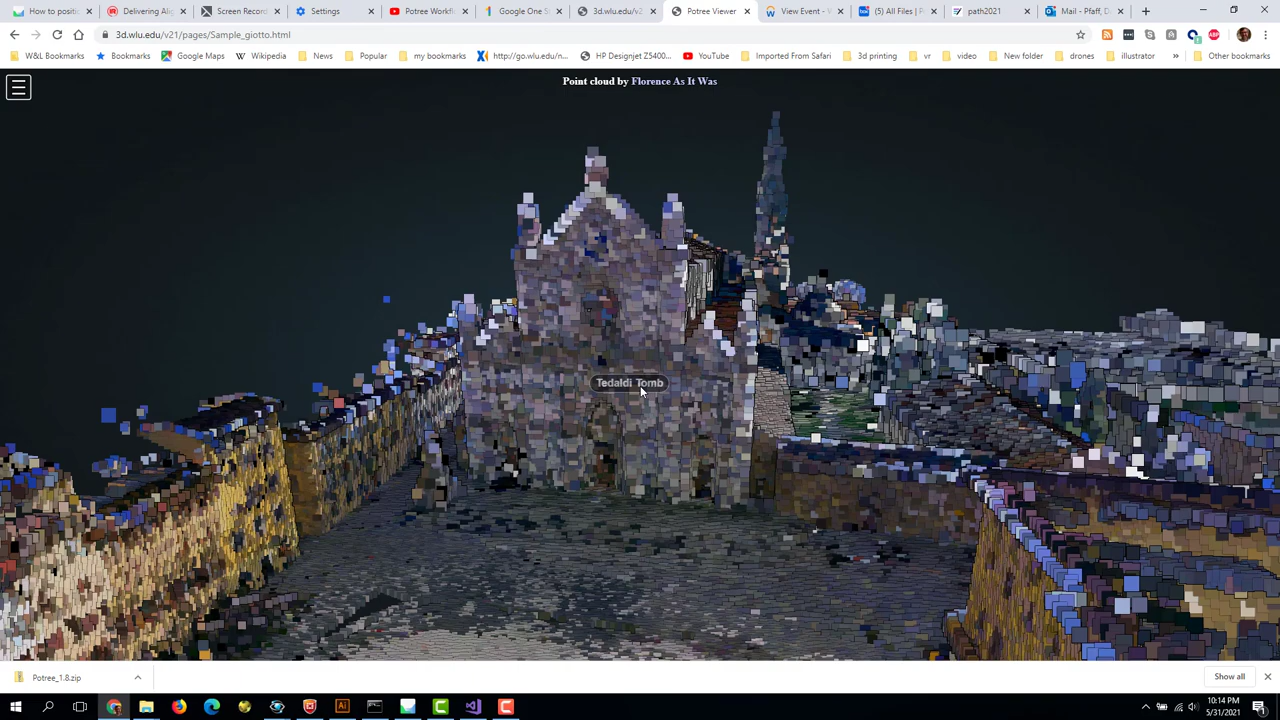 How to positi
Delivering Alig
Screen Record
Settings
Potree Workflo
Google One S
3d.wlu.edu/v2
Potree Viewer
View Event - W
(5) All Files | P
path2021
Mail - Pfaff, D
3d.wlu.edu/v21/pages/Sample_giotto.html
W&L Bookmarks
Bookmarks
Google Maps
Wikipedia
News
Popular
my bookmarks
http://go.wlu.edu/n...
HP Designjet Z5400...
YouTube
Imported From Safari
3d printing
vr
New folder
video
drones
illustrator
»
Other bookmarks
Point cloud by Florence As It Was
Tedaldi Tomb
Potree_1.8.zip
Show all
10:14 PM
5/31/2021